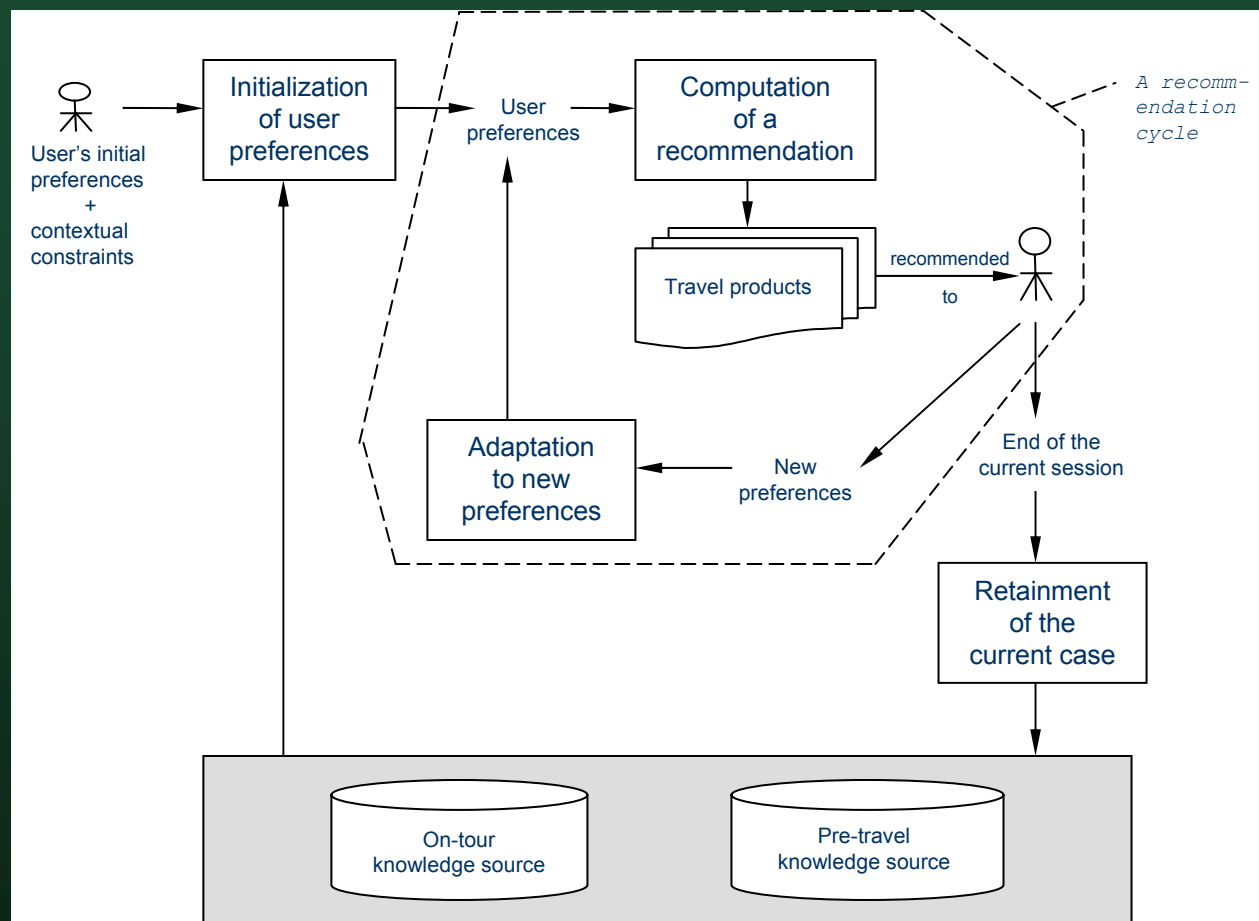 Initialization
of user
preferences
User's initial
preferences
+
contextual
constraints
User
preferences
Computation
of a
recommendation
A recomm-
endation
cycle
Travel products
recommended
to
New
preferences
Adaptation
to new
preferences
End of the
current session
Retainment
of the
current case
On-tour
knowledge source
Pre-travel
knowledge source